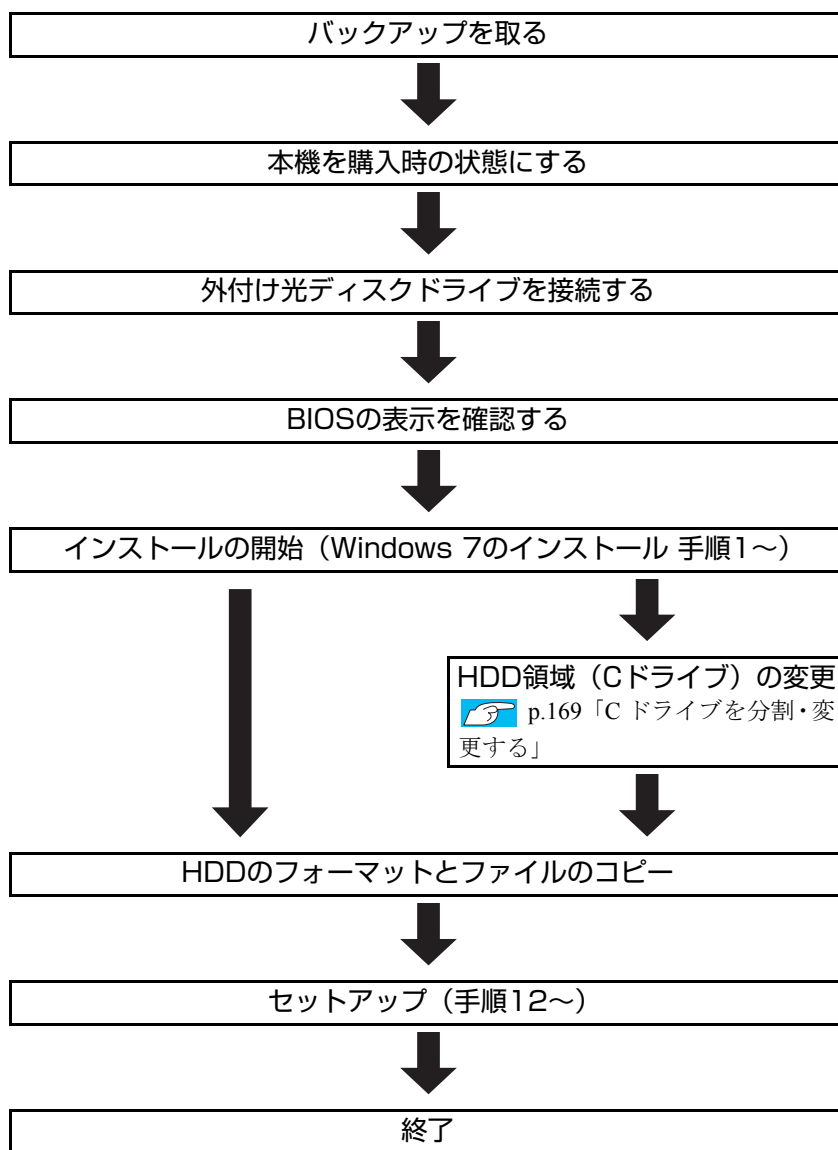 バックアップを取る
本機を購入時の状態にする
外付け光ディスクドライブを接続する
BIOSの表示を確認する
インストールの開始（Windows 7のインストール 手順1～）
HDD領域（Cドライブ）の変更
p.169「C ドライブを分割・変
更する」
HDDのフォーマットとファイルのコピー
セットアップ（手順12～）
終了